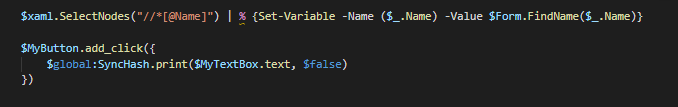 $xaml.SelectNodes("//*[@Name]") | % {Set-Variable -Name ($_.Name) -Value $Form.FindName($_.Name)}
$MyButton.add_click({
$global:SyncHash.print($MyTextBox.text, $false)
})